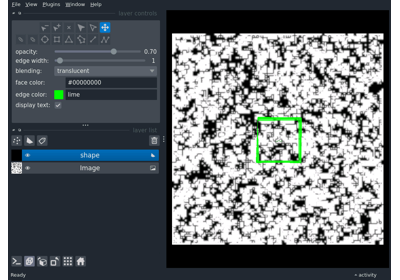 File View Plugins Window Help
layer controls
opacity: 0.70
edge width: 1
blending: translucent
face color: #00000000
edge color: lime
display text:
layer list
shape
Image
Ready
activity